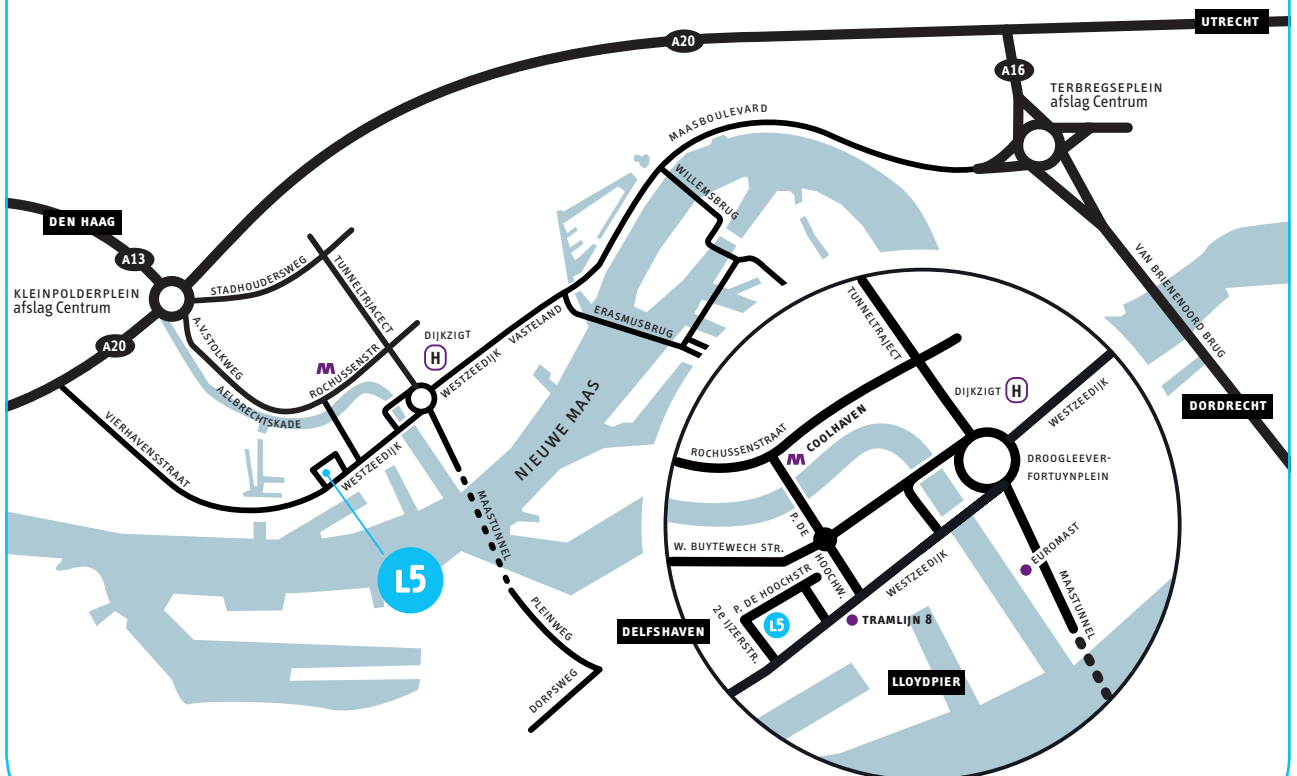 UTRECHT
A20
A16
TERBREGSEPLEIN
afslag Centrum
MAASBOULEVARD
WILLEMSBRUG
DEN HAAG
A13
KLEINPOLDERPLEIN
afslag Centrum
A20
STADHOUDERSWEG
TUNNELTRJACECT
A.V.STOLKWEG
DIJKZIGT
H
ROCHUSSENSTR
AELBRECHTSKADE
WESTZEEDIJK
VASTELAND
ERASMUSBRUG
VAN BRIENENOORD BRUG
DORDRECHT
VIERHAVENSSTRAAT
WESTZEEDIJK
NIEUWE MAAS
MAASTUNNEL
L5
PLEINWEG
DORPSWEG
TUNNELTRAJECT
DIJKZIGT
H
WESTZEEDIJK
ROCHUSSENSTRAAT
COOLHAVEN
DROOGLEEVER-
FORTUYNPLEIN
P. DE
HOOCHW.
W. BUYTEWECH STR.
WESTZEEDIJK
EUROMAST
MAASTUNNEL
P. DE HOOCHSTR
2e IJZERSTR.
L5
TRAMLIJN 8
DELFSHAVEN
LLOYDPIER